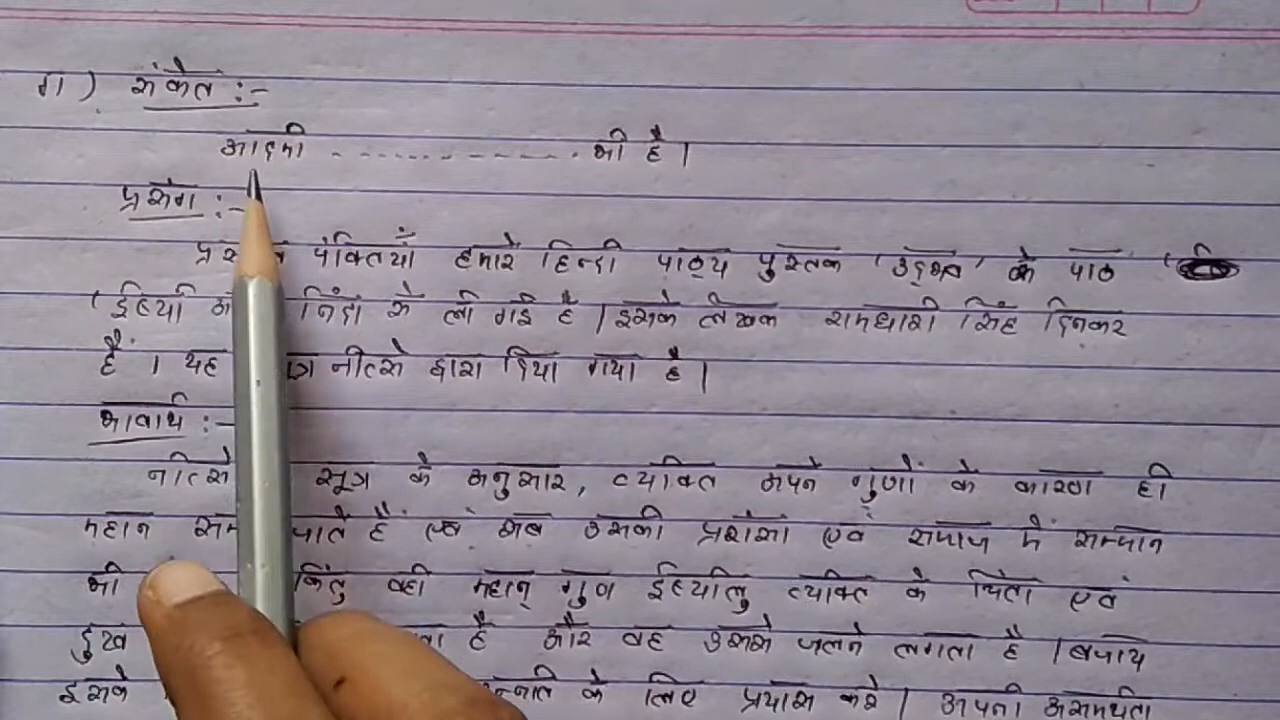 ग) संकेत :-
आदमी - - - - - - - - - - - - - - भी है।
प्रसंग :-
पंक्तियाँ हमारे हिन्दी पाठ्य पुस्तक 'उद्भव' के पाठ '
'ईर्ष्या निंदा से ली गई है। इसके लेखक रामधारी सिंह दिनकर
हैं। यह नीत्से द्वारा दिया गया है।
भावार्थ :-
नीत्से सूत्र के अनुसार, व्यक्ति अपने गुणों के कारण ही
महान पाते हैं एवं सब उसकी प्रशंसा एवं समाज में सम्मान
भी किंतु वही महान् गुण ईर्ष्यालु व्यक्ति के चिंता एवं
दुख है और वह उससे जलने लगता है। बजाय
इसके के लिए प्रयास करे। अपनी असमर्थता